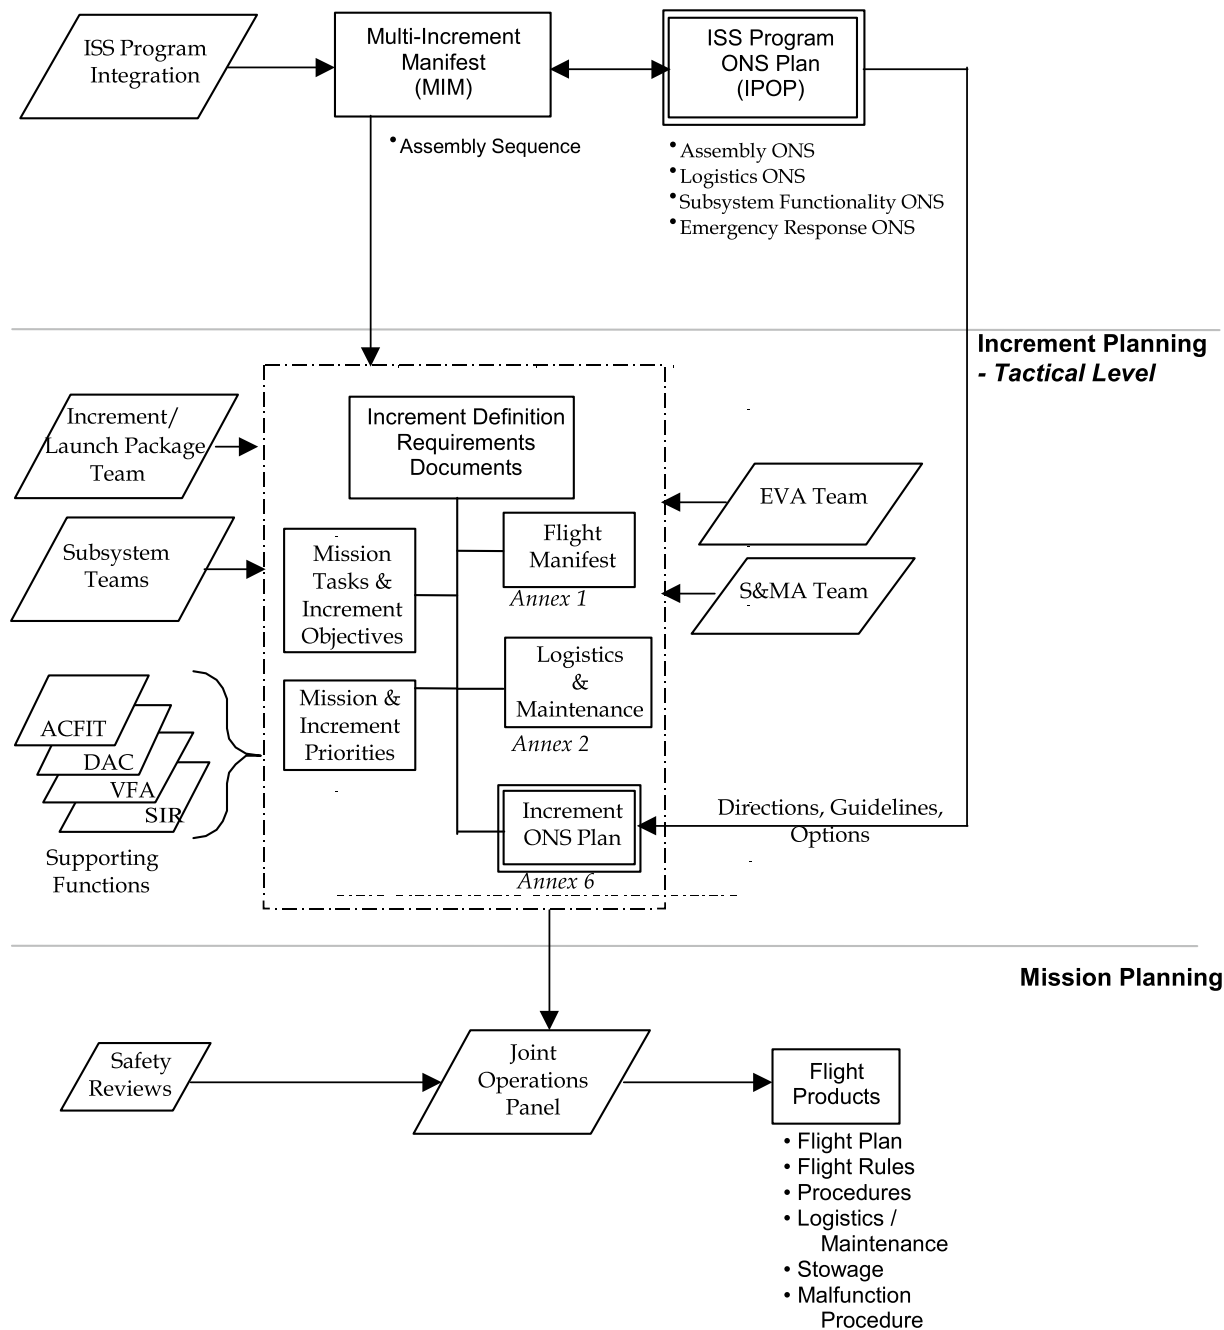 ISS Program
Integration
Multi-Increment
Manifest
(MIM)
ISS Program
ONS Plan
(IPOP)
• Assembly Sequence
• Assembly ONS
• Logistics ONS
• Subsystem Functionality ONS
• Emergency Response ONS
Increment Planning
- Tactical Level
Increment/
Launch Package
Team
Increment Definition
Requirements
Documents
EVA Team
Subsystem
Teams
Mission
Tasks &
Increment
Objectives
Flight
Manifest
Annex 1
S&MA Team
Logistics
&
Maintenance
Annex 2
Mission &
Increment
Priorities
ACFIT
DAC
VFA
SIR
Supporting
Functions
Increment
ONS Plan
Annex 6
Directions, Guidelines,
Options
Mission Planning
Safety
Reviews
Joint
Operations
Panel
Flight
Products
• Flight Plan
• Flight Rules
• Procedures
• Logistics /
Maintenance
• Stowage
• Malfunction
Procedure